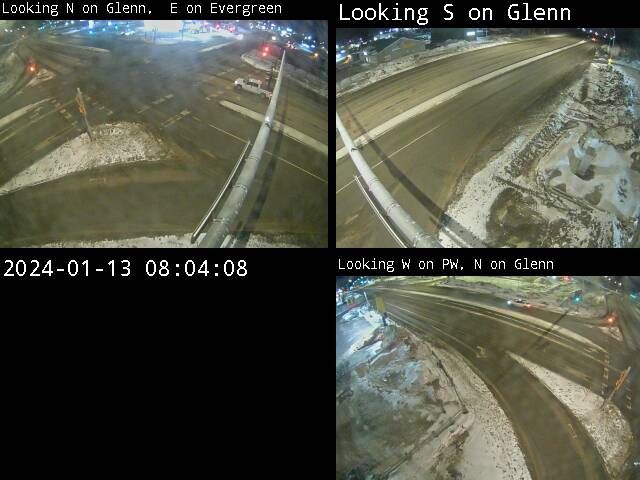 Looking N on Glenn, E on Evergreen
Looking S on Glenn
2024-01-13 08:04:08
Looking W on PW, N on Glenn